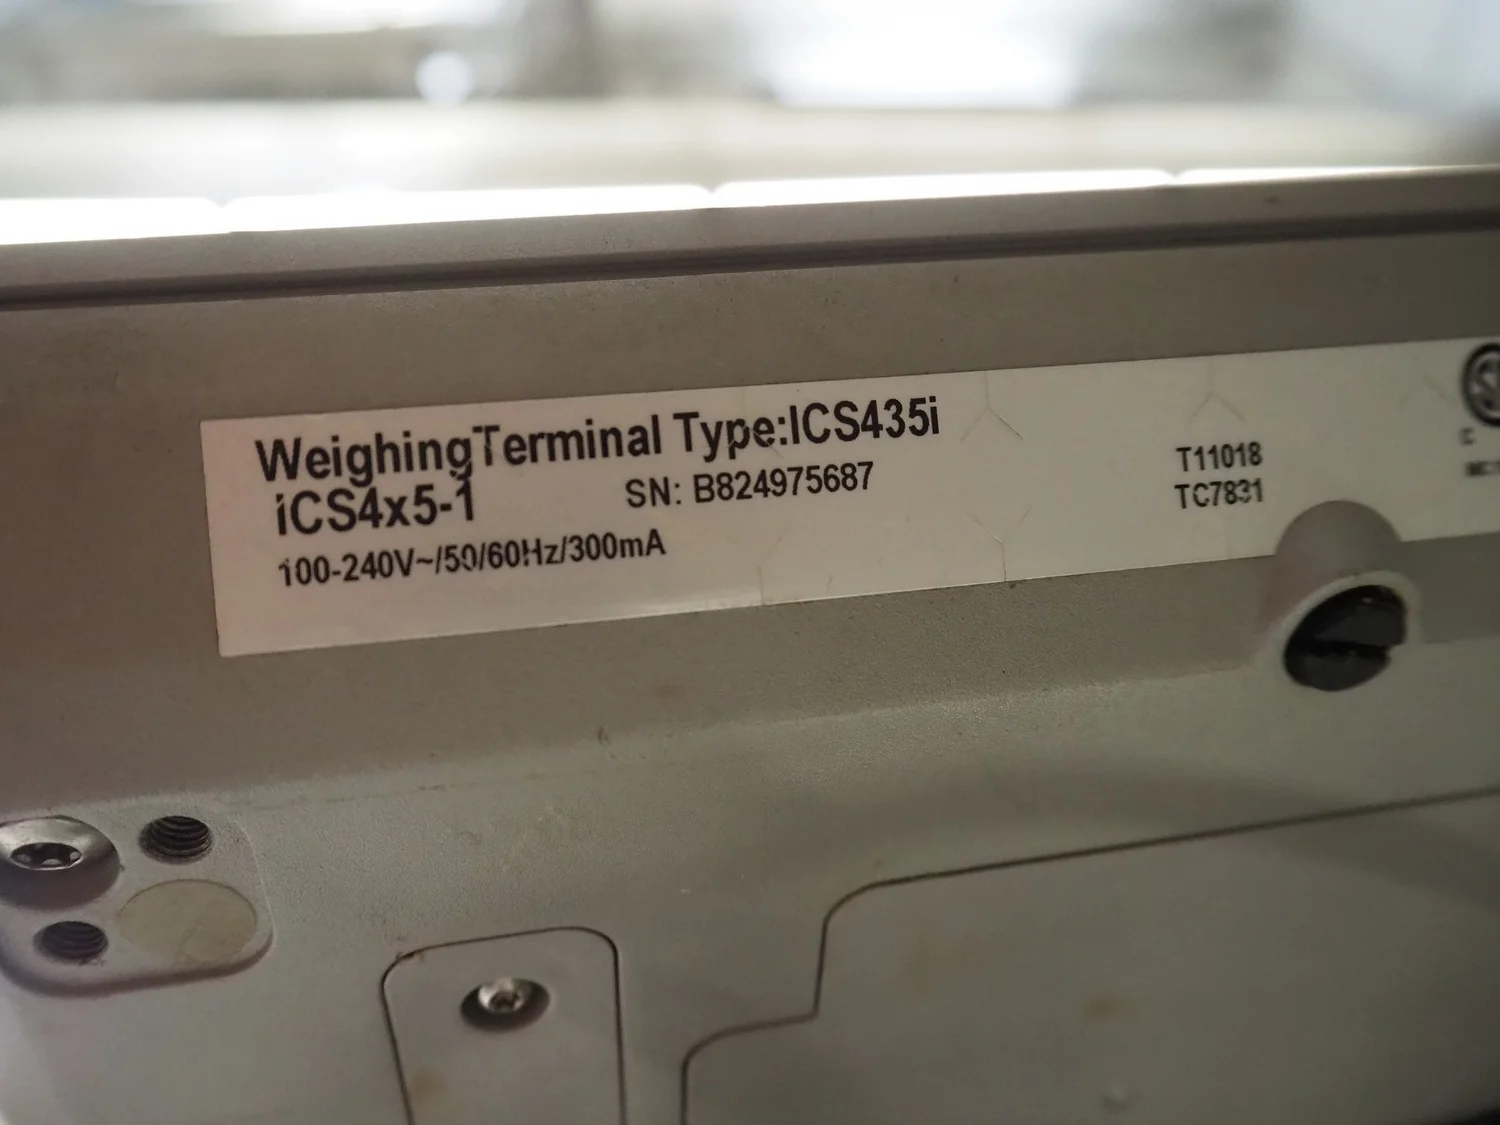 WeighingTerminal Type:ICS435i
iCS4x5-1
SN: B824975687
100-240V~/50/60Hz/300mA
T11018
TC7831